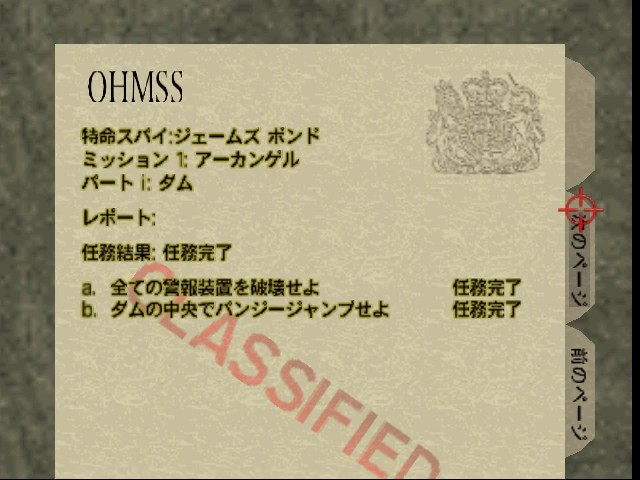 OHMSS
特命スパイ:ジェームズ ボンド
ミッション 1: アーカンゲル
パート i: ダム
レポート:
任務結果: 任務完了
a. 全ての警報装置を破壊せよ 任務完了
b. ダムの中央でバンジージャンプせよ 任務完了
CLASSIFIED
次のページ
前のページ